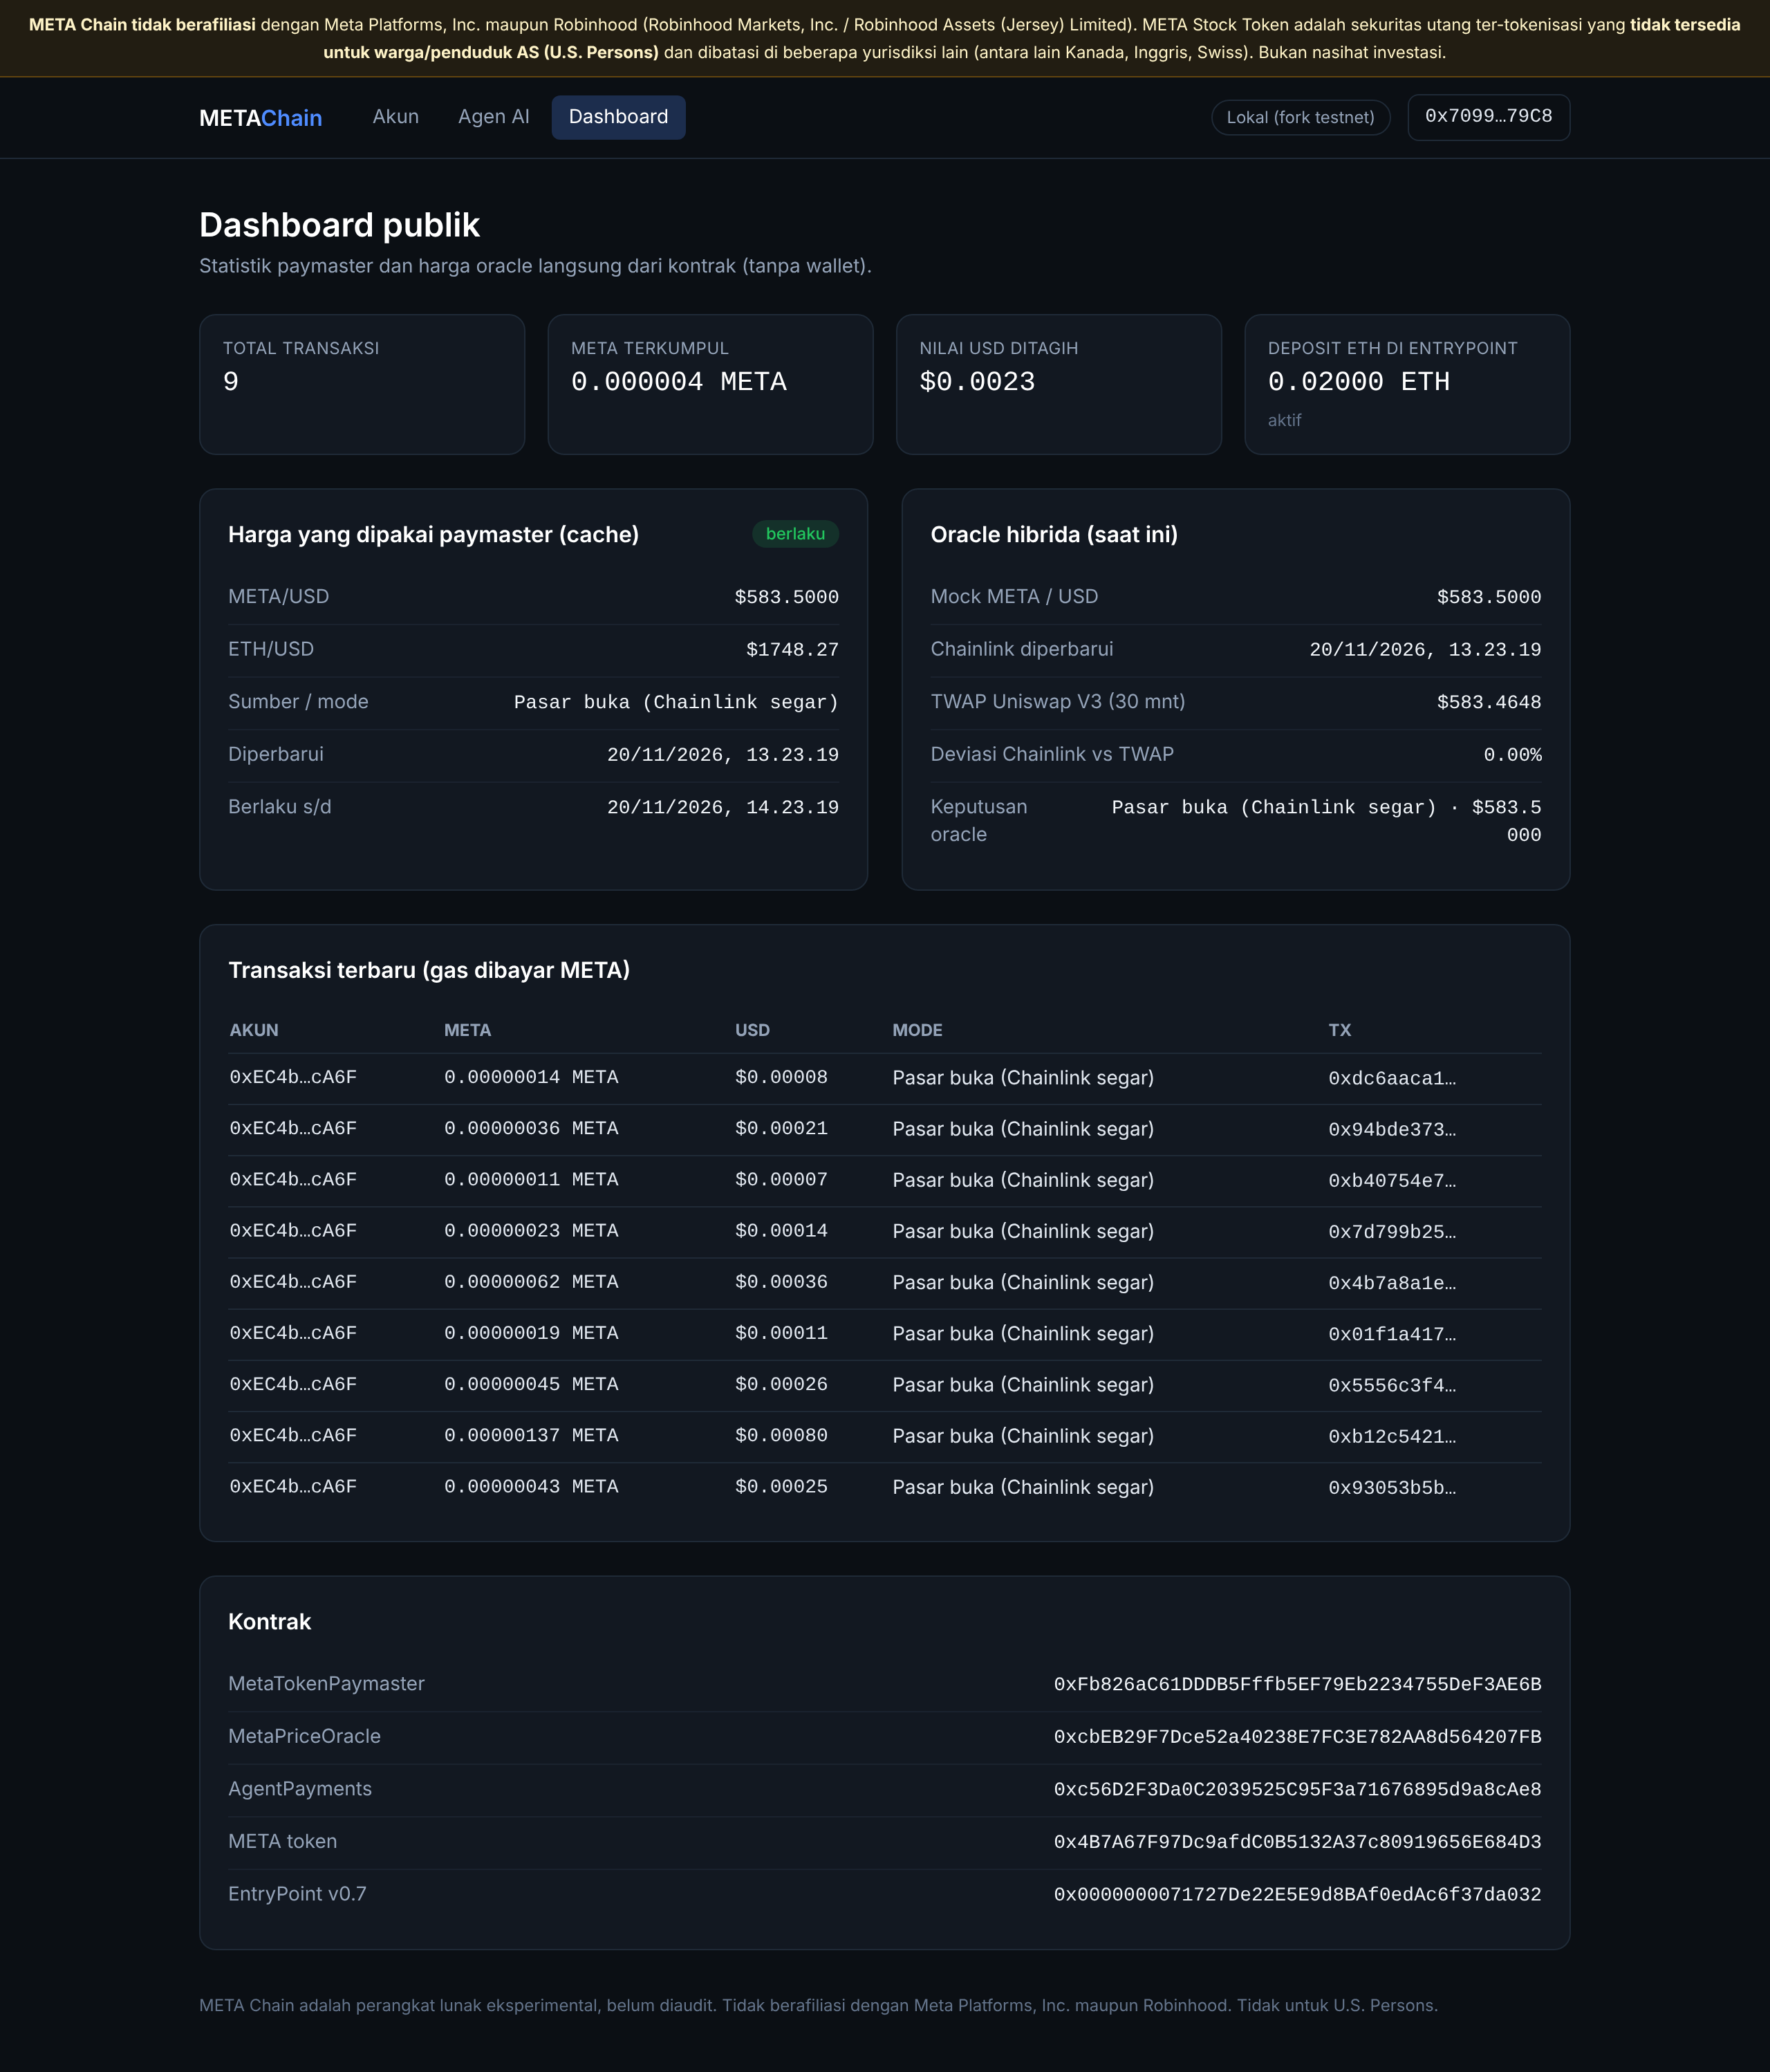 META Chain tidak berafiliasi dengan Meta Platforms, Inc. maupun Robinhood (Robinhood Markets, Inc. / Robinhood Assets (Jersey) Limited). META Stock Token adalah sekuritas utang ter-tokenisasi yang tidak tersedia
untuk warga/penduduk AS (U.S. Persons) dan dibatasi di beberapa yurisdiksi lain (antara lain Kanada, Inggris, Swiss). Bukan nasihat investasi.
METAChain Akun Agen AI Dashboard Lokal (fork testnet) 0x7099…79C8
Dashboard publik
Statistik paymaster dan harga oracle langsung dari kontrak (tanpa wallet).
TOTAL TRANSAKSI
9
META TERKUMPUL
0.000004 META
NILAI USD DITAGIH
$0.0023
DEPOSIT ETH DI ENTRYPOINT
0.02000 ETH
aktif
Harga yang dipakai paymaster (cache) berlaku
META/USD $583.5000
ETH/USD $1748.27
Sumber / mode Pasar buka (Chainlink segar)
Diperbarui 20/11/2026, 13.23.19
Berlaku s/d 20/11/2026, 14.23.19
Oracle hibrida (saat ini)
Mock META / USD $583.5000
Chainlink diperbarui 20/11/2026, 13.23.19
TWAP Uniswap V3 (30 mnt) $583.4648
Deviasi Chainlink vs TWAP 0.00%
Keputusan Pasar buka (Chainlink segar) · $583.5
oracle 000
Transaksi terbaru (gas dibayar META)
AKUN META USD MODE TX
0xEC4b…cA6F 0.00000014 META $0.00008 Pasar buka (Chainlink segar) 0xdc6aaca1…
0xEC4b…cA6F 0.00000036 META $0.00021 Pasar buka (Chainlink segar) 0x94bde373…
0xEC4b…cA6F 0.00000011 META $0.00007 Pasar buka (Chainlink segar) 0xb40754e7…
0xEC4b…cA6F 0.00000023 META $0.00014 Pasar buka (Chainlink segar) 0x7d799b25…
0xEC4b…cA6F 0.00000062 META $0.00036 Pasar buka (Chainlink segar) 0x4b7a8a1e…
0xEC4b…cA6F 0.00000019 META $0.00011 Pasar buka (Chainlink segar) 0x01f1a417…
0xEC4b…cA6F 0.00000045 META $0.00026 Pasar buka (Chainlink segar) 0x5556c3f4…
0xEC4b…cA6F 0.00000137 META $0.00080 Pasar buka (Chainlink segar) 0xb12c5421…
0xEC4b…cA6F 0.00000043 META $0.00025 Pasar buka (Chainlink segar) 0x93053b5b…
Kontrak
MetaTokenPaymaster 0xFb826aC61DDDB5Fffb5EF79Eb2234755DeF3AE6B
MetaPriceOracle 0xcbEB29F7Dce52a40238E7FC3E782AA8d564207FB
AgentPayments 0xc56D2F3Da0C2039525C95F3a71676895d9a8cAe8
META token 0x4B7A67F97Dc9afdC0B5132A37c80919656E684D3
EntryPoint v0.7 0x0000000071727De22E5E9d8BAf0edAc6f37da032
META Chain adalah perangkat lunak eksperimental, belum diaudit. Tidak berafiliasi dengan Meta Platforms, Inc. maupun Robinhood. Tidak untuk U.S. Persons.